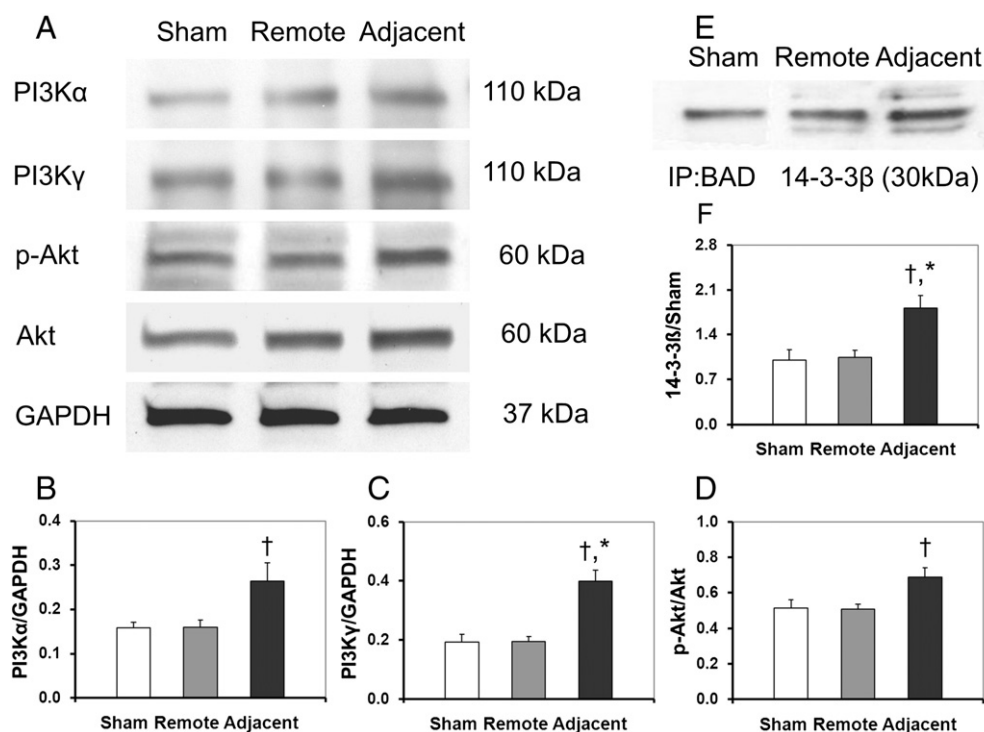 A
Sham Remote Adjacent
PI3Kα 110 kDa
PI3Kγ 110 kDa
p-Akt 60 kDa
Akt 60 kDa
GAPDH 37 kDa
E
Sham Remote Adjacent
IP:BAD 14-3-3β (30kDa)
F
14-3-3ß/Sham
2.8
2.1
1.4
0.7
0.0
†,*
Sham Remote Adjacent
B
PI3Kα/GAPDH
0.4
0.3
0.2
0.1
0.0
†
Sham Remote Adjacent
C
PI3Kγ/GAPDH
0.6
0.4
0.2
0.0
†,*
Sham Remote Adjacent
D
p-Akt/Akt
1.0
0.8
0.6
0.4
0.2
0.0
†
Sham Remote Adjacent